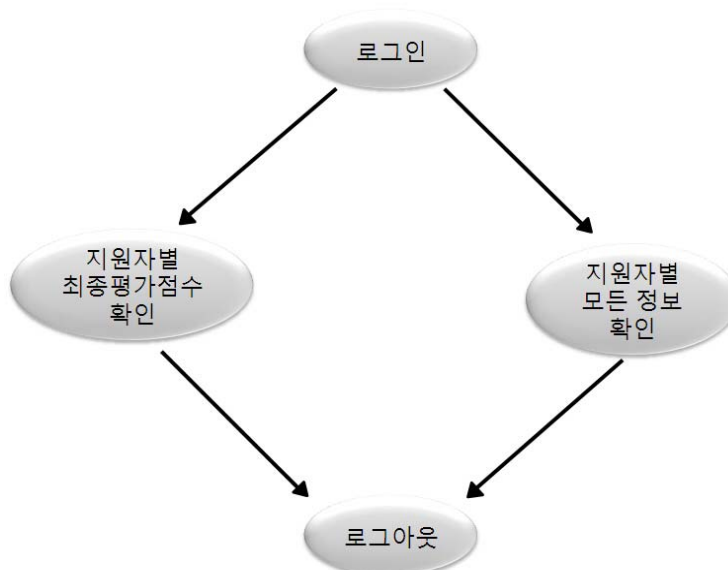 로그인
지원자별
최종평가점수
확인
지원자별
모든 정보
확인
로그아웃